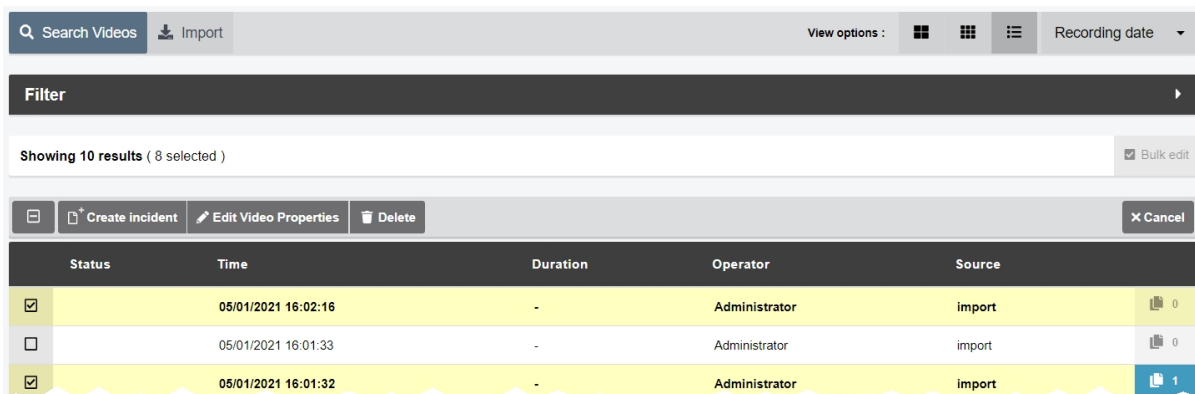 Search Videos Import View options : Recording date
Filter
Showing 10 results ( 8 selected ) Bulk edit
Create incident Edit Video Properties Delete Cancel
Status Time Duration Operator Source
05/01/2021 16:02:16 - Administrator import 0
05/01/2021 16:01:33 - Administrator import 0
05/01/2021 16:01:32 - Administrator import 1